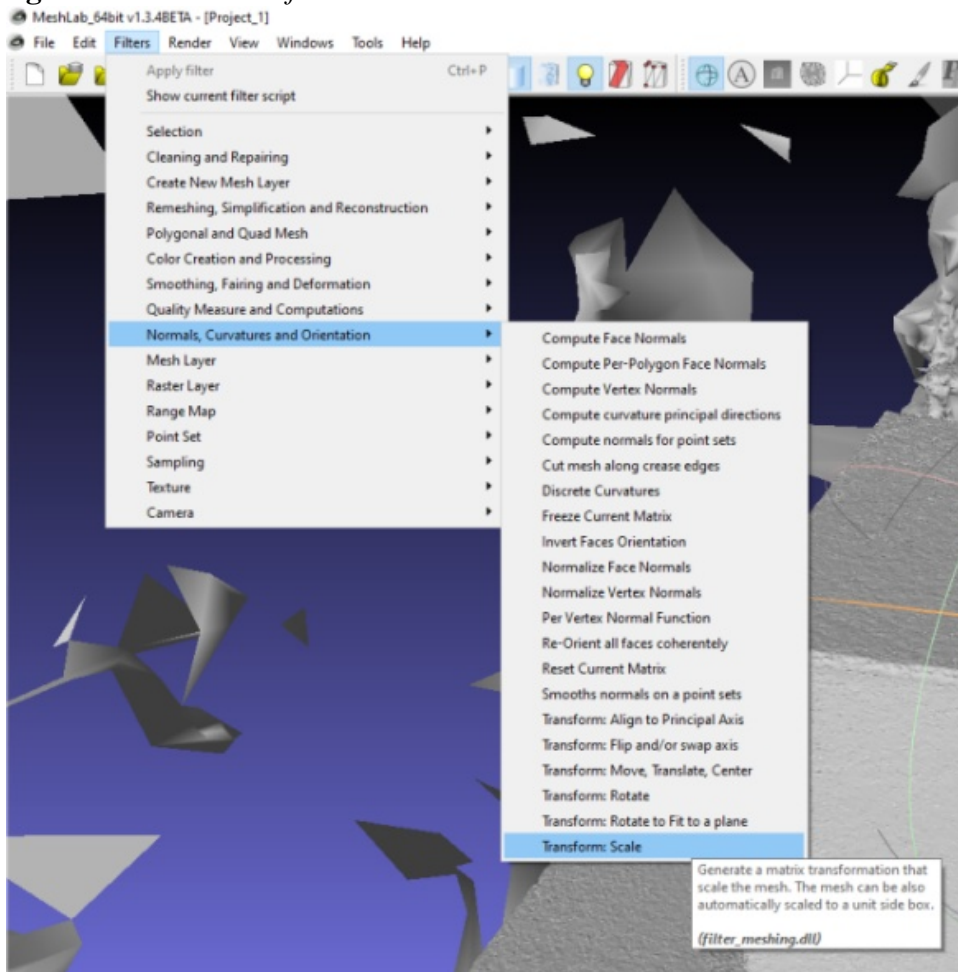 MeshLab_64bit v1.3.4BETA - [Project_1]
File Edit Filters Render View Windows Tools Help
Apply filter Ctrl+P
Show current filter script
Selection
Cleaning and Repairing
Create New Mesh Layer
Remeshing, Simplification and Reconstruction
Polygonal and Quad Mesh
Color Creation and Processing
Smoothing, Fairing and Deformation
Quality Measure and Computations
Normals, Curvatures and Orientation
Mesh Layer
Raster Layer
Range Map
Point Set
Sampling
Texture
Camera
Compute Face Normals
Compute Per-Polygon Face Normals
Compute Vertex Normals
Compute curvature principal directions
Compute normals for point sets
Cut mesh along crease edges
Discrete Curvatures
Freeze Current Matrix
Invert Faces Orientation
Normalize Face Normals
Normalize Vertex Normals
Per Vertex Normal Function
Re-Orient all faces coherentely
Reset Current Matrix
Smooths normals on a point sets
Transform: Align to Principal Axis
Transform: Flip and/or swap axis
Transform: Move, Translate, Center
Transform: Rotate
Transform: Rotate to Fit to a plane
Transform: Scale
Generate a matrix transformation that
scale the mesh. The mesh can be also
automatically scaled to a unit side box.
(filter_meshing.dll)